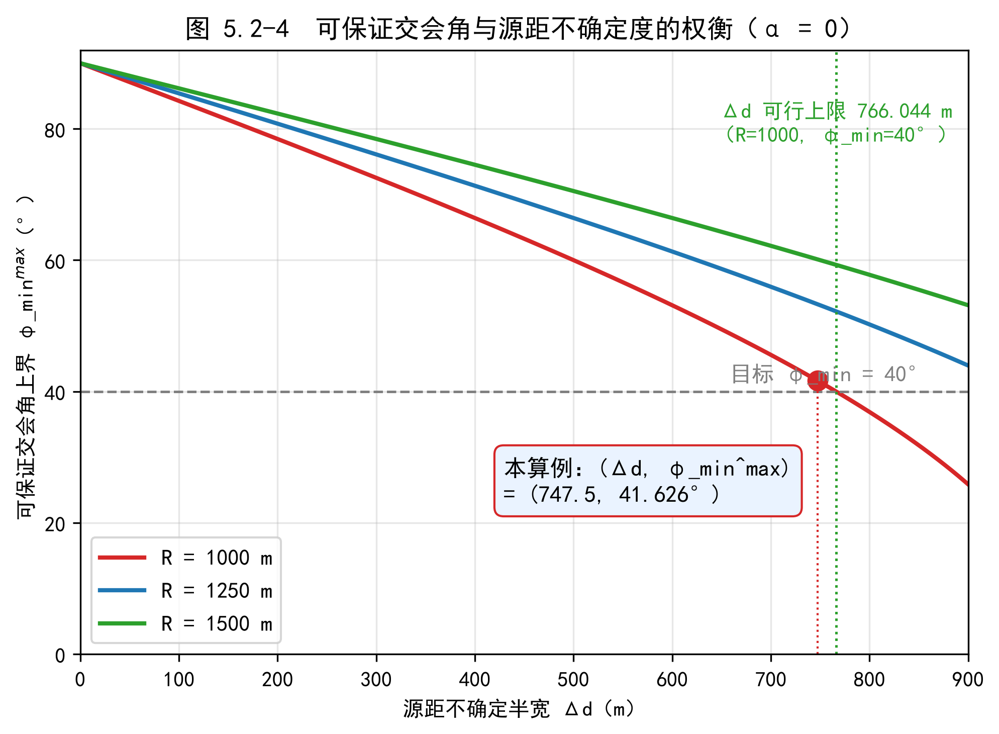 图 5.2-4  可保证交会角与源距不确定度的权衡（α = 0）
可保证交会角上界 φ_min^max（°）
80
60
40
20
0
Δd 可行上限 766.044 m
（R=1000, φ_min=40°）
目标 φ_min = 40°
本算例：（Δd, φ_min^max）
=（747.5, 41.626°）
R = 1000 m
R = 1250 m
R = 1500 m
0 100 200 300 400 500 600 700 800 900
源距不确定半宽 Δd（m）